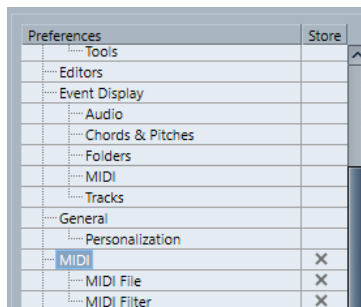 Preferences Store
Tools
Editors
Event Display
Audio
Chords & Pitches
Folders
MIDI
Tracks
General
Personalization
MIDI X
MIDI File X
MIDI Filter X